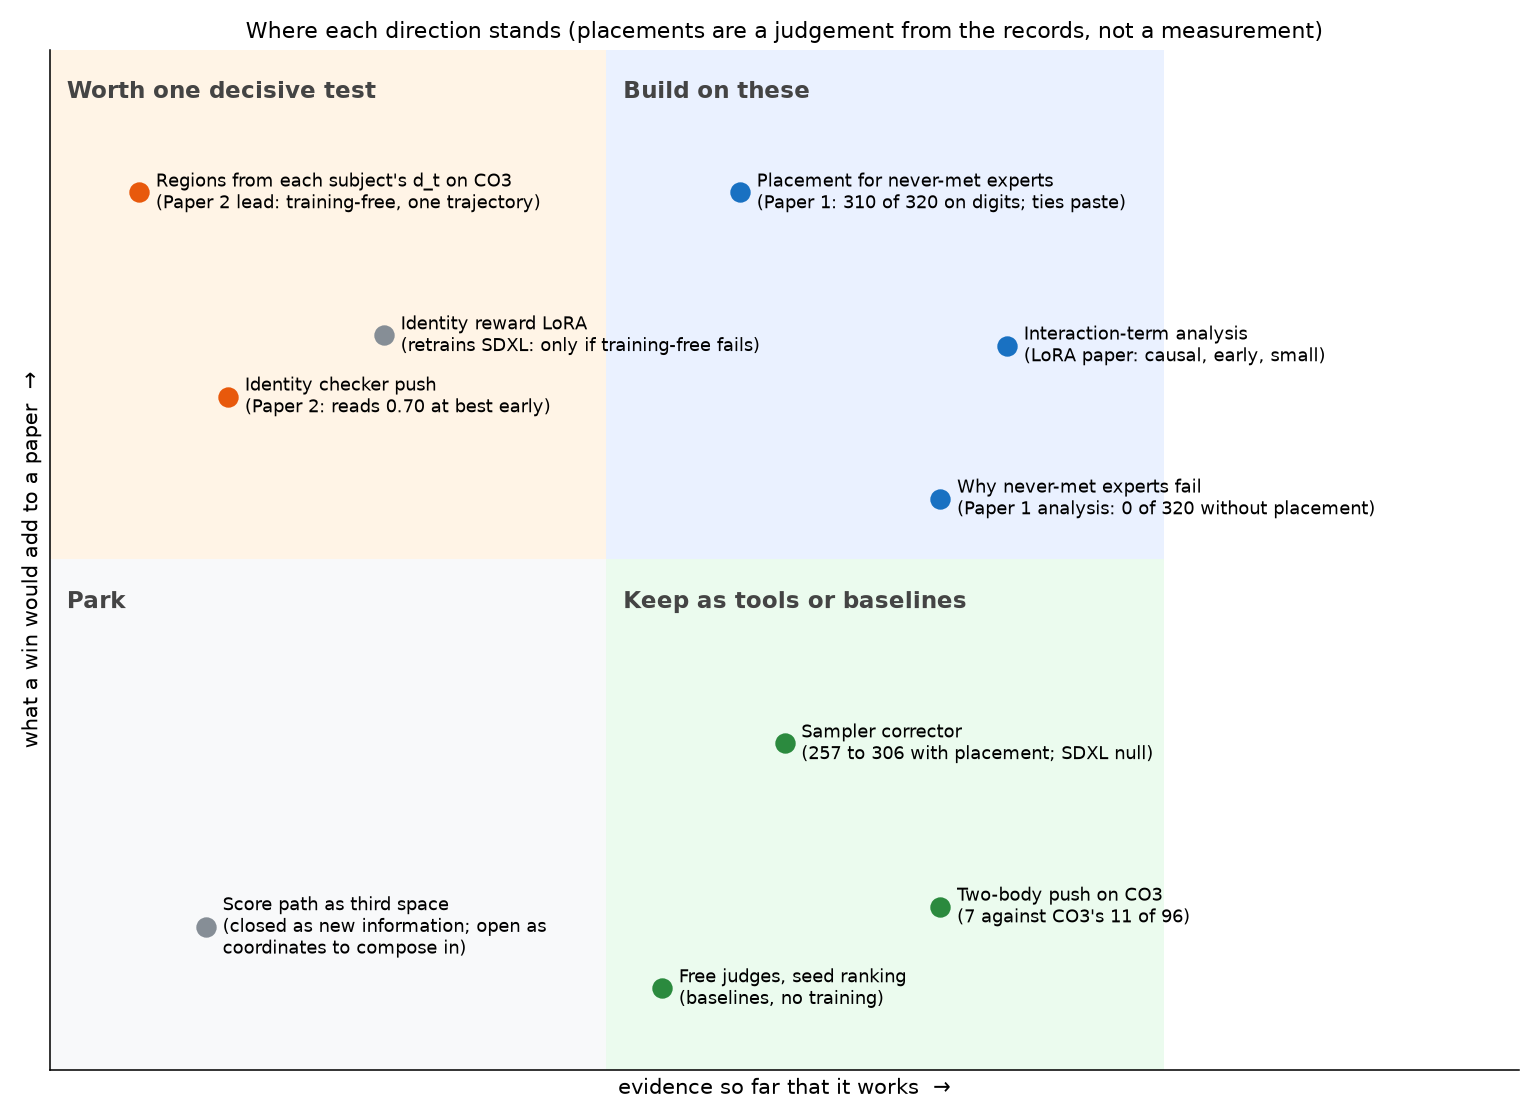 Where each direction stands (placements are a judgement from the records, not a measurement)
Worth one decisive test
Build on these
Regions from each subject's d_t on CO3
(Paper 2 lead: training-free, one trajectory)
Placement for never-met experts
(Paper 1: 310 of 320 on digits; ties paste)
Identity reward LoRA
(retrains SDXL: only if training-free fails)
Interaction-term analysis
(LoRA paper: causal, early, small)
Identity checker push
(Paper 2: reads 0.70 at best early)
Why never-met experts fail
(Paper 1 analysis: 0 of 320 without placement)
Park
Keep as tools or baselines
Sampler corrector
(257 to 306 with placement; SDXL null)
Score path as third space
(closed as new information; open as
coordinates to compose in)
Two-body push on CO3
(7 against CO3's 11 of 96)
Free judges, seed ranking
(baselines, no training)
what a win would add to a paper →
evidence so far that it works →